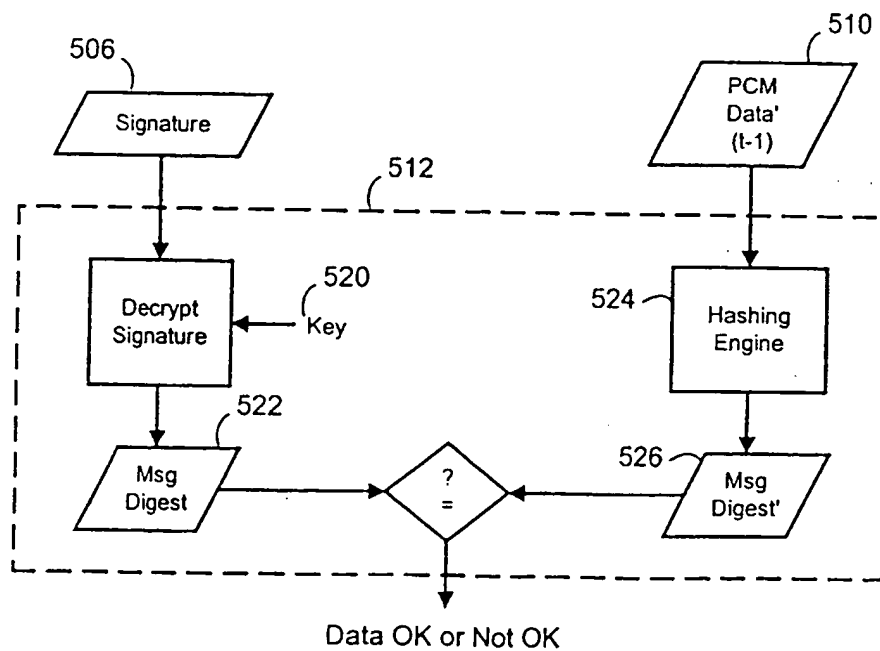 506
510
Signature
PCM
Data'
(t-1)
512
Decrypt
Signature
520
Key
524
Hashing
Engine
522
Msg
Digest
?
=
526
Msg
Digest'
Data OK or Not OK